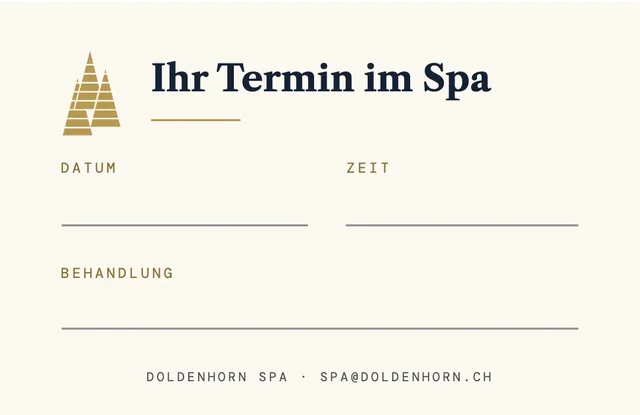 Ihr Termin im Spa
DATUM ZEIT
BEHANDLUNG
DOLDENHORN SPA · SPA@DOLDENHORN.CH